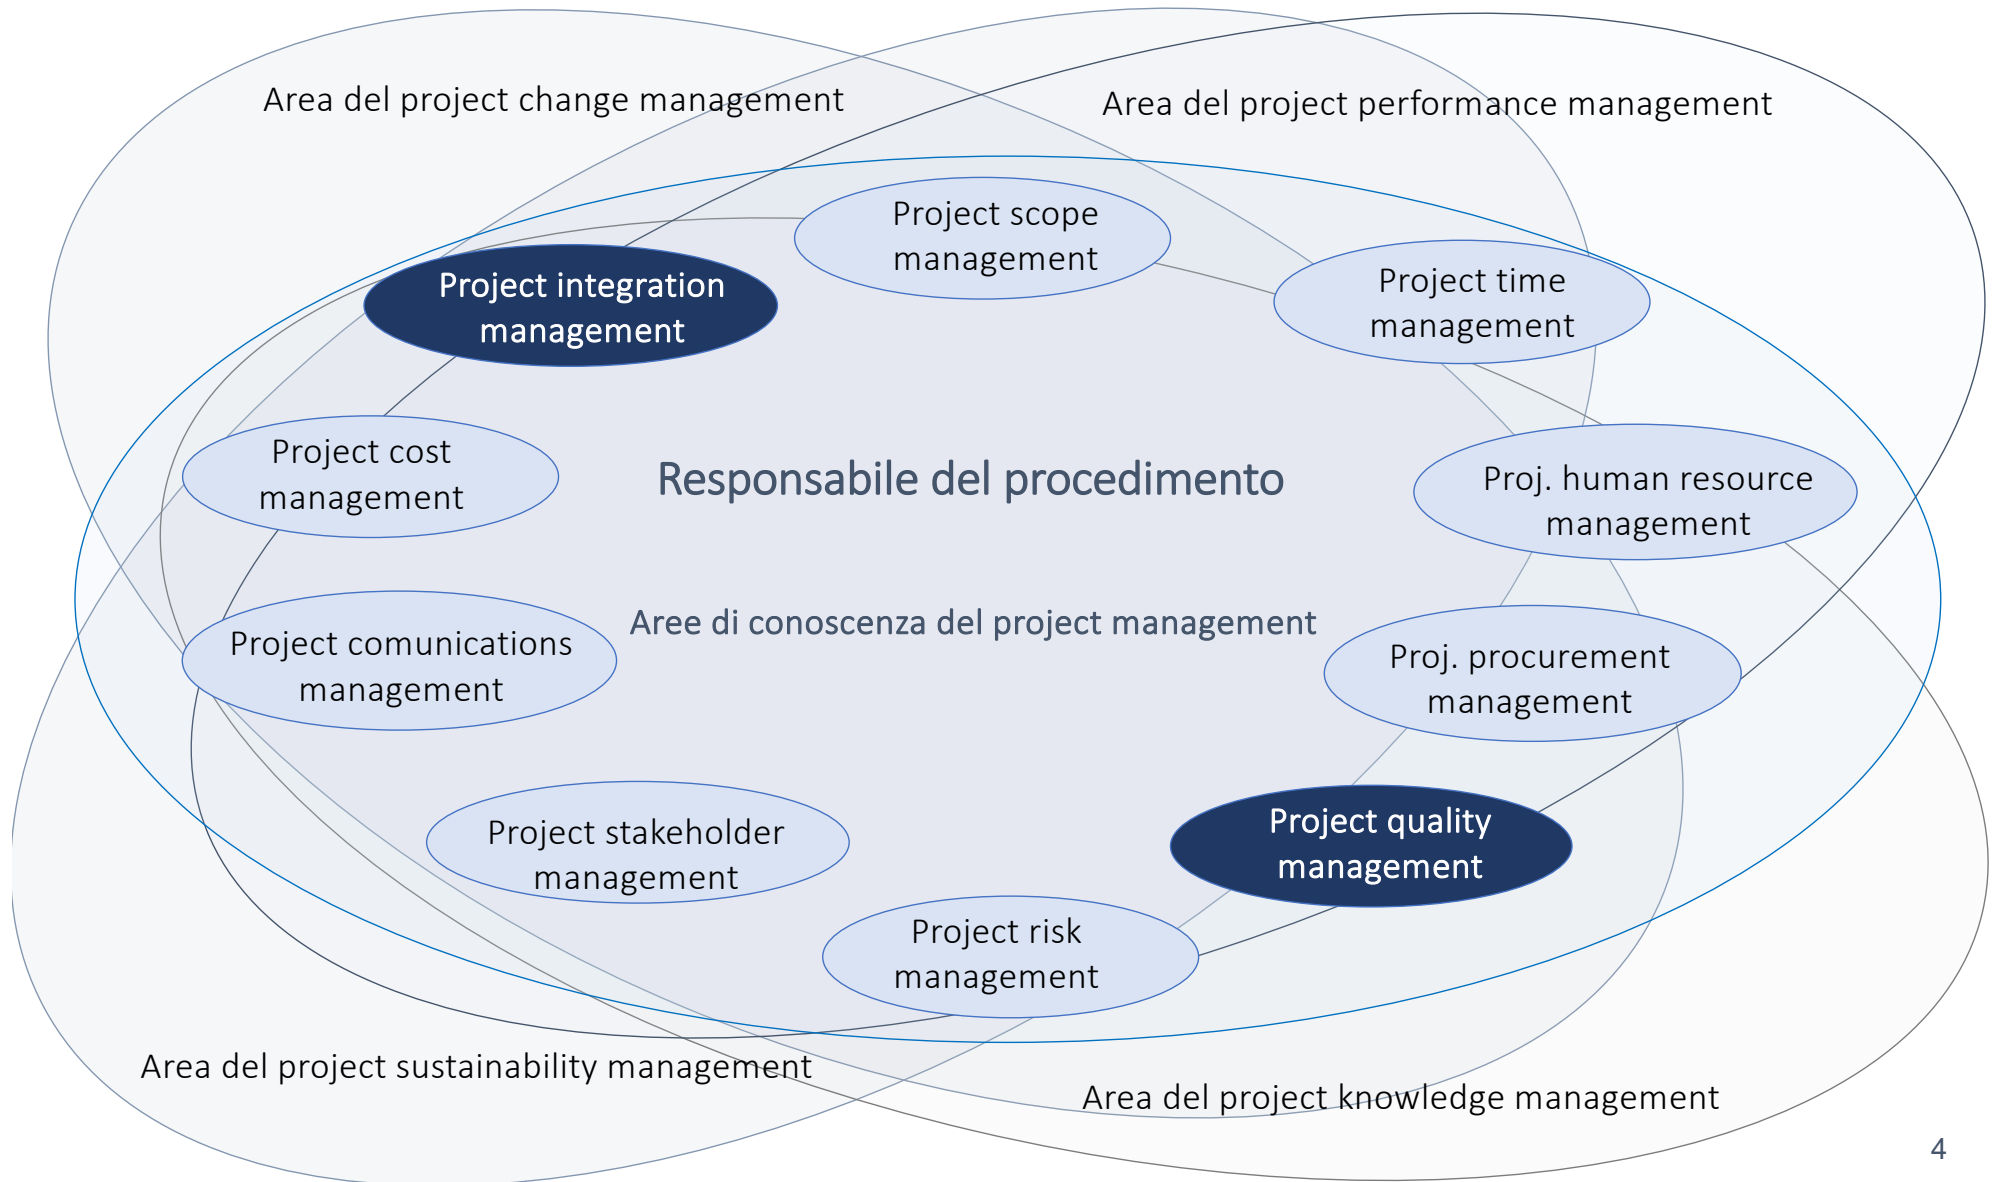 Area del project change management
Area del project performance management
Project scope
management
Project integration
management
Project time
management
Project cost
management
Responsabile del procedimento
Proj. human resource
management
Aree di conoscenza del project management
Project comunications
management
Proj. procurement
management
Project stakeholder
management
Project quality
management
Project risk
management
Area del project sustainability management
Area del project knowledge management
4